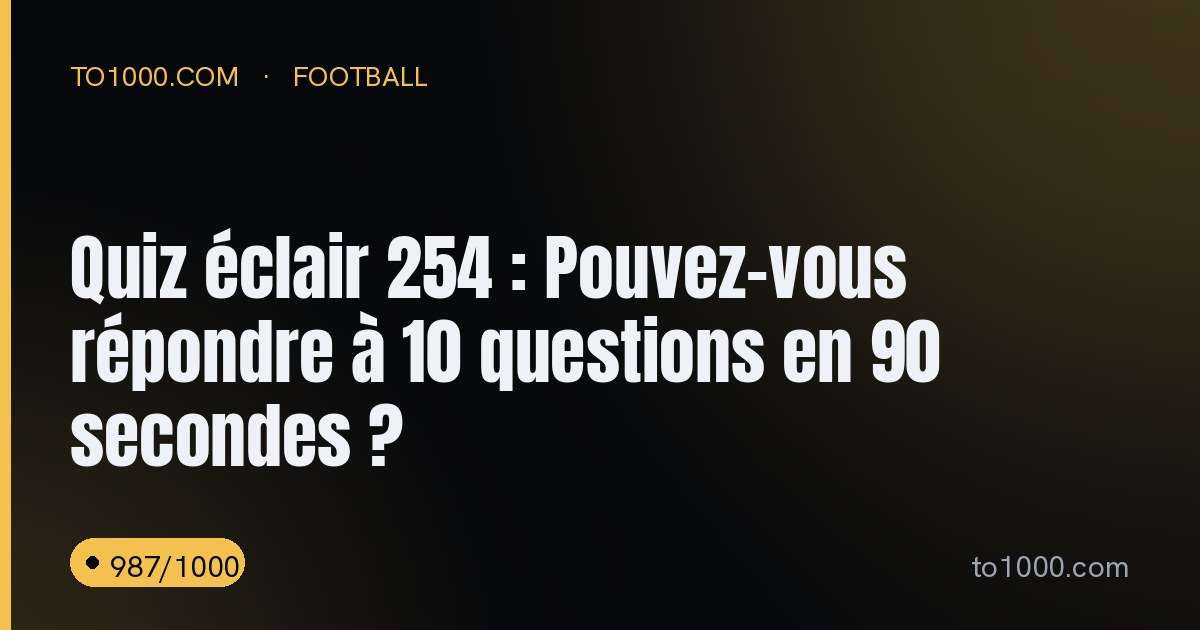 TO1000.COM · FOOTBALL
Quiz éclair 254 : Pouvez-vous
répondre à 10 questions en 90
secondes ?
987/1000
to1000.com